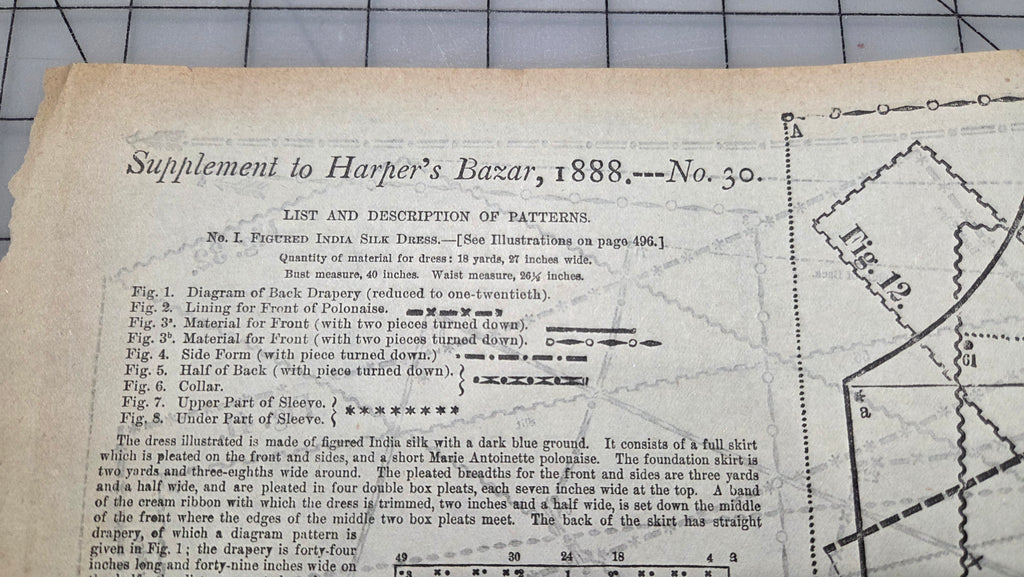 Supplement to Harper's Bazar, 1888.---No. 30.
LIST AND DESCRIPTION OF PATTERNS.
No. I. FIGURED INDIA SILK DRESS.—[See Illustrations on page 496.]
Quantity of material for dress: 18 yards, 27 inches wide.
Bust measure, 40 inches. Waist measure, 26½ inches.
Fig. 1. Diagram of Back Drapery (reduced to one-twentieth).
Fig. 2. Lining for Front of Polonaise.
Fig. 3a. Material for Front (with two pieces turned down).
Fig. 3b. Material for Front (with two pieces turned down).
Fig. 4. Side Form (with piece turned down.)
Fig. 5. Half of Back (with piece turned down).
Fig. 6. Collar.
Fig. 7. Upper Part of Sleeve.
Fig. 8. Under Part of Sleeve.
The dress illustrated is made of figured India silk with a dark blue ground. It consists of a full skirt
which is pleated on the front and sides, and a short Marie Antoinette polonaise. The foundation skirt is
two yards and three-eighths wide around. The pleated breadths for the front and sides are three yards
and a half wide, and are pleated in four double box pleats, each seven inches wide at the top. A band
of the cream ribbon with which the dress is trimmed, two inches and a half wide, is set down the middle
of the front where the edges of the middle two box pleats meet. The back of the skirt has straight
drapery, of which a diagram pattern is
given in Fig. 1; the drapery is forty-four
inches long and forty-nine inches wide on
49 30 24 18 4 a
A
Fig. 12.
61
* a